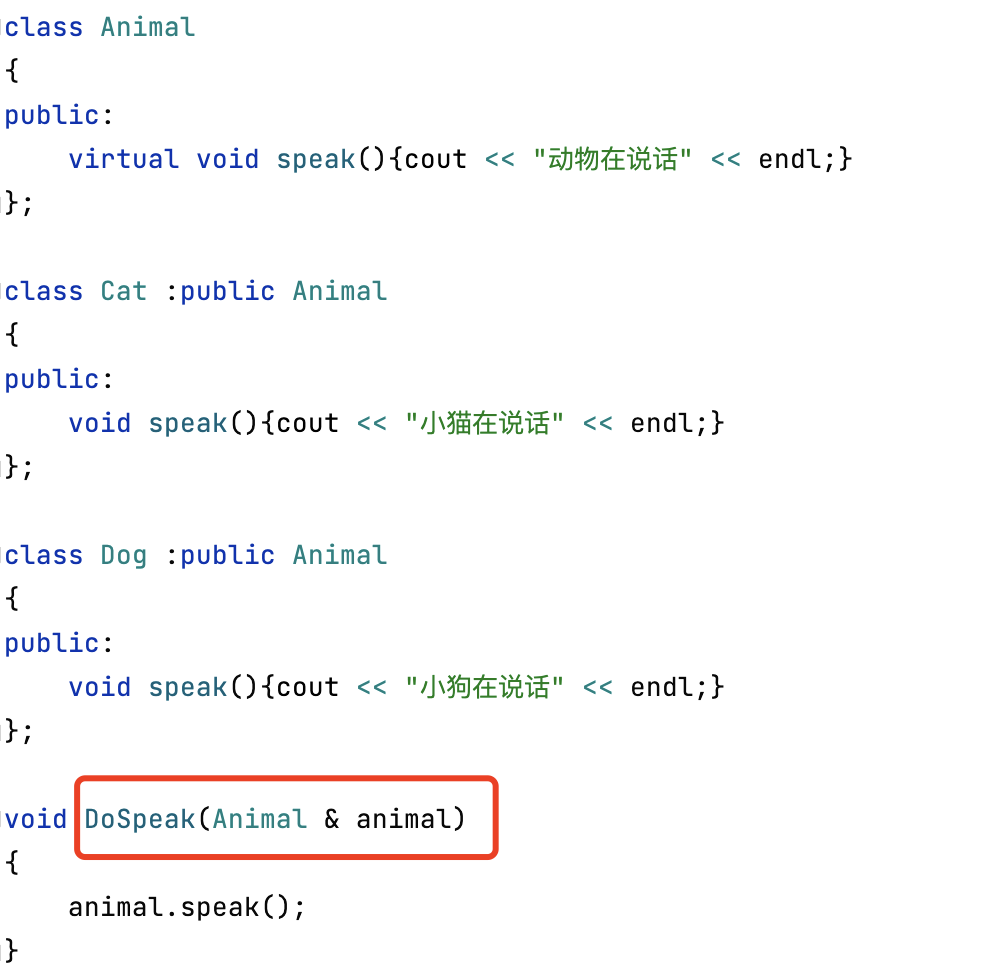 class Animal
{
public:
    virtual void speak(){cout << "动物在说话" << endl;}
};
class Cat :public Animal
{
public:
    void speak(){cout << "小猫在说话" << endl;}
};
class Dog :public Animal
{
public:
    void speak(){cout << "小狗在说话" << endl;}
};
void DoSpeak(Animal & animal)
{
    animal.speak();
}